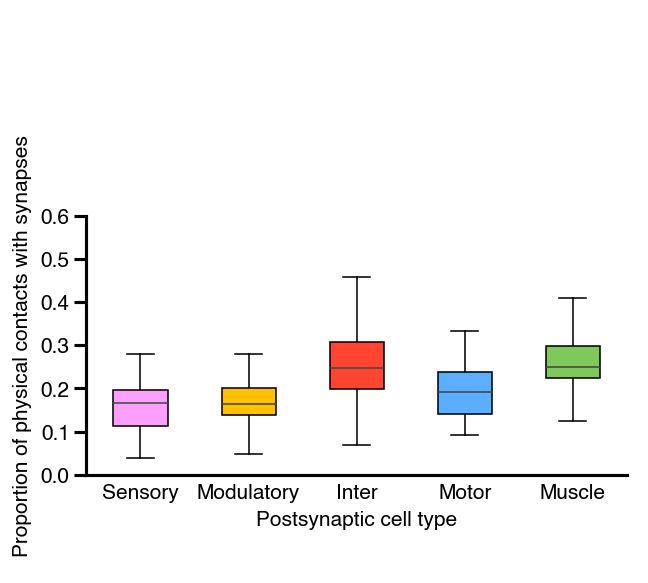 Proportion of physical contacts with synapses
0.6
0.5
0.4
0.3
0.2
0.1
0.0
Sensory Modulatory Inter Motor Muscle
Postsynaptic cell type